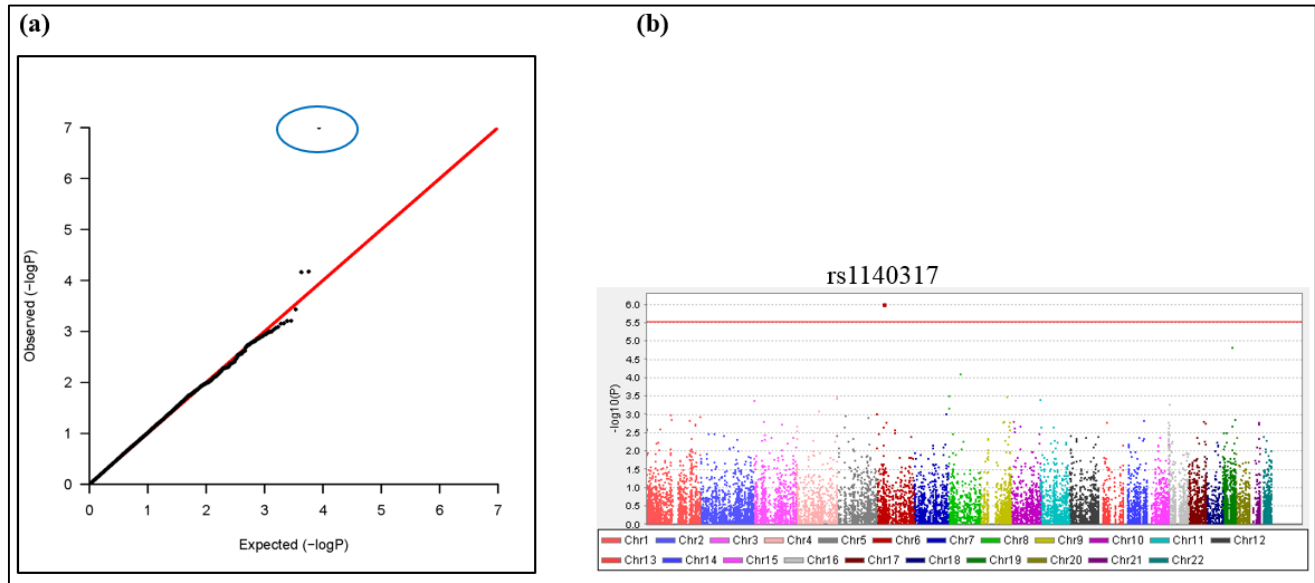 (a)
(b)
7
6
5
4
3
2
1
0
Observed (−logP)
0 1 2 3 4 5 6 7
Expected (−logP)
rs1140317
6.0
5.5
5.0
4.5
4.0
3.5
3.0
2.5
2.0
1.5
1.0
0.5
0.0
-log10(P)
Chr1 Chr2 Chr3 Chr4 Chr5 Chr6 Chr7 Chr8 Chr9 Chr10 Chr11 Chr12
Chr13 Chr14 Chr15 Chr16 Chr17 Chr18 Chr19 Chr20 Chr21 Chr22